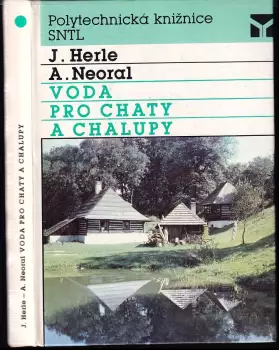 Polytechnická knižnice
SNTL
J. Herle
A. Neoral
VODA
PRO CHATY
A CHALUPY
J. Herle – A. Neoral VODA PRO CHATY A CHALUPY